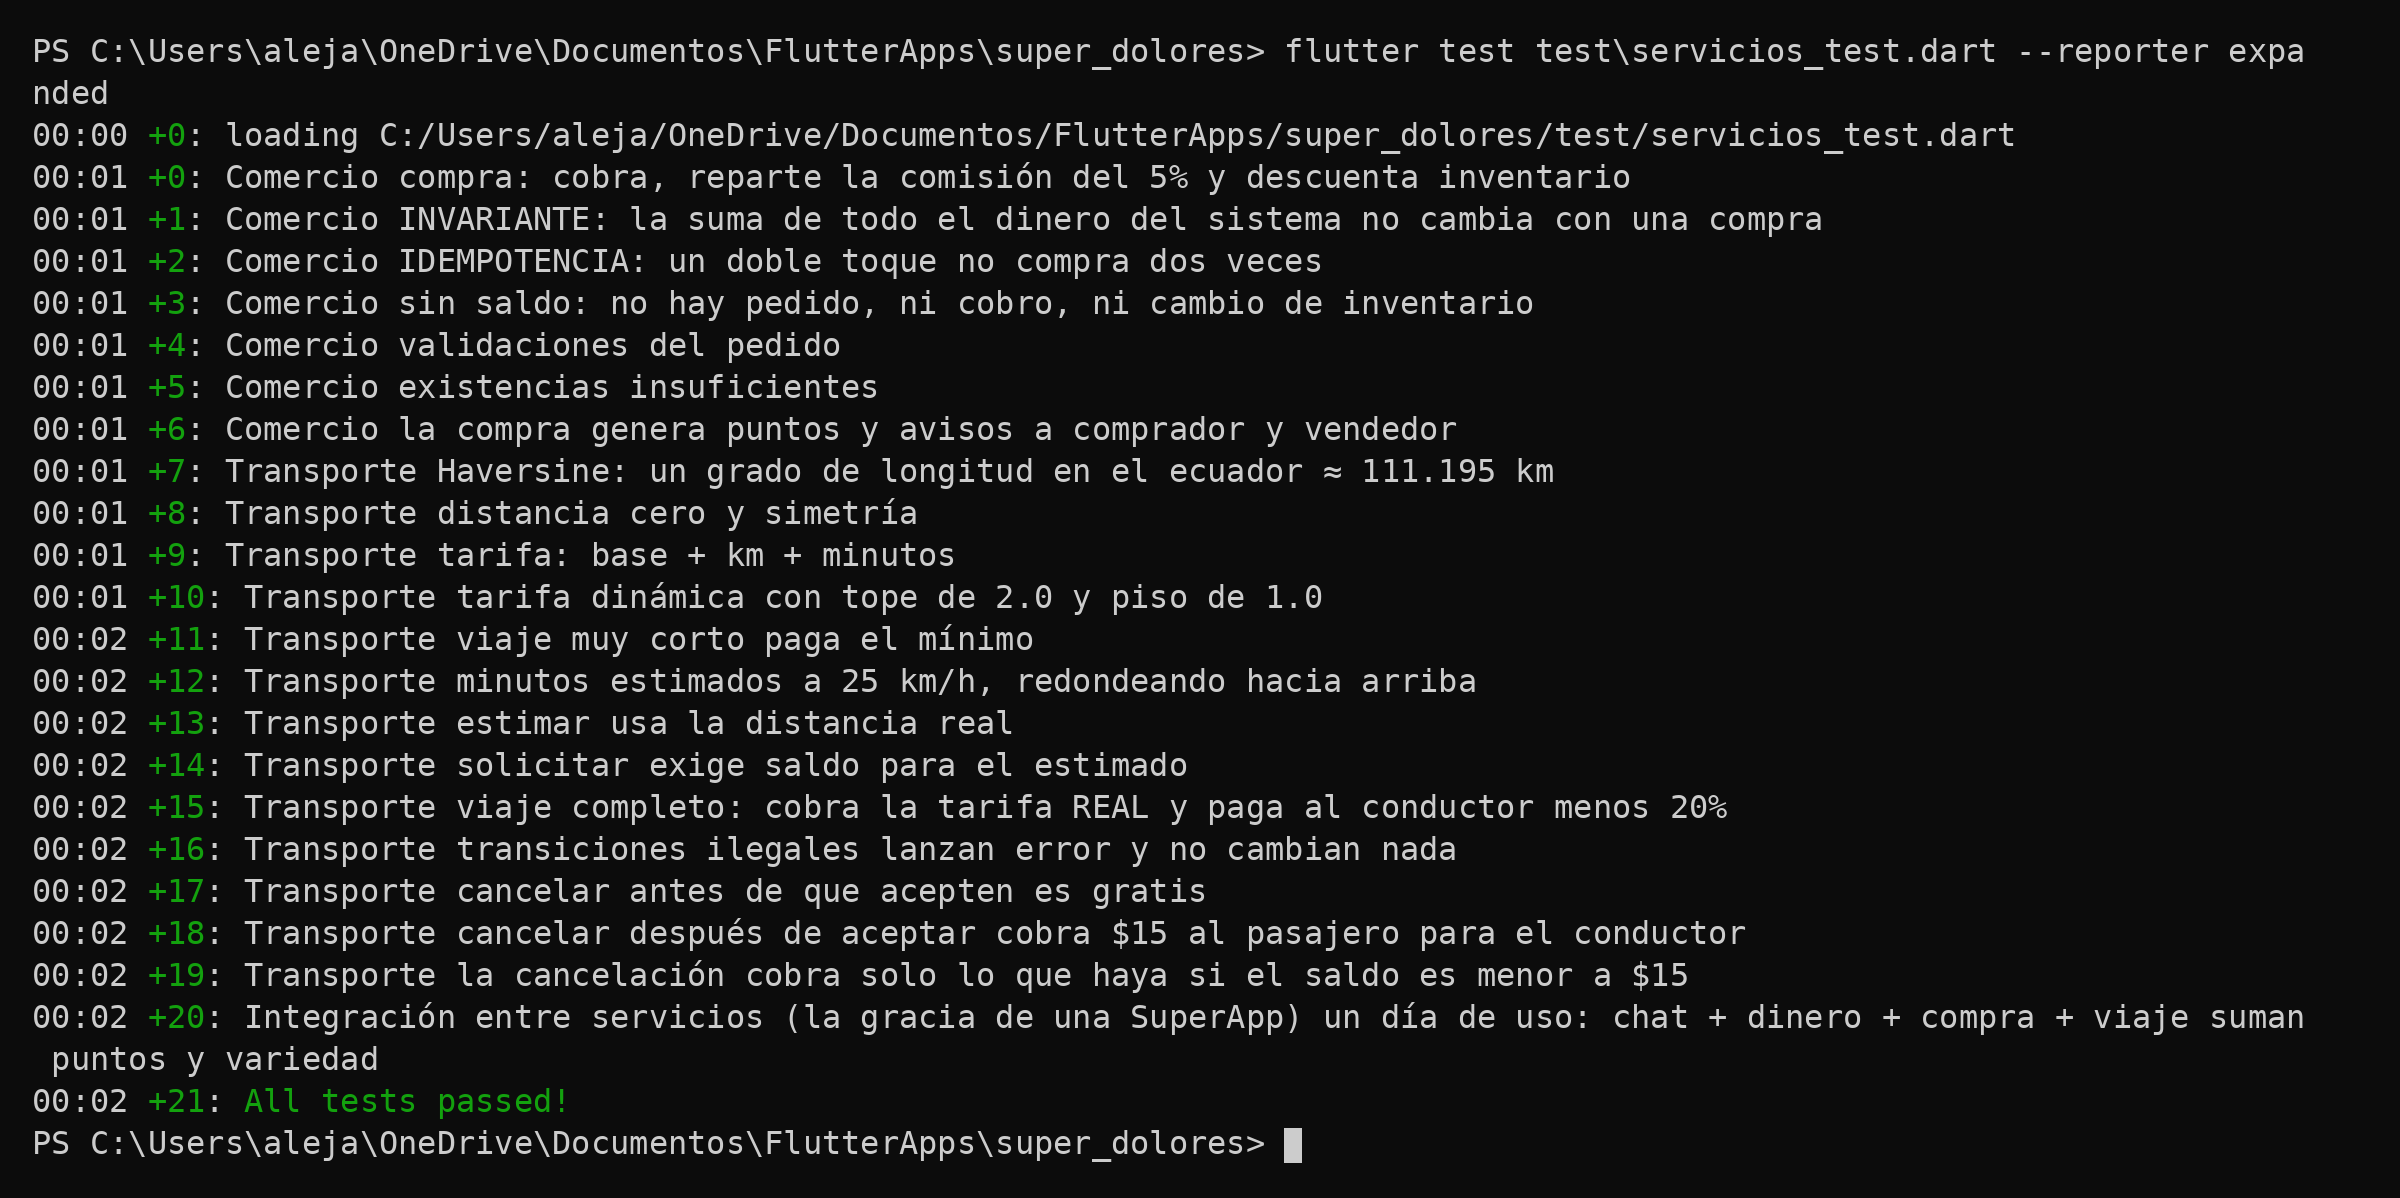 PS C:\Users\aleja\OneDrive\Documentos\FlutterApps\super_dolores> flutter test test\servicios_test.dart --reporter expa
nded
00:00 +0: loading C:/Users/aleja/OneDrive/Documentos/FlutterApps/super_dolores/test/servicios_test.dart
00:01 +0: Comercio compra: cobra, reparte la comisión del 5% y descuenta inventario
00:01 +1: Comercio INVARIANTE: la suma de todo el dinero del sistema no cambia con una compra
00:01 +2: Comercio IDEMPOTENCIA: un doble toque no compra dos veces
00:01 +3: Comercio sin saldo: no hay pedido, ni cobro, ni cambio de inventario
00:01 +4: Comercio validaciones del pedido
00:01 +5: Comercio existencias insuficientes
00:01 +6: Comercio la compra genera puntos y avisos a comprador y vendedor
00:01 +7: Transporte Haversine: un grado de longitud en el ecuador ≈ 111.195 km
00:01 +8: Transporte distancia cero y simetría
00:01 +9: Transporte tarifa: base + km + minutos
00:01 +10: Transporte tarifa dinámica con tope de 2.0 y piso de 1.0
00:02 +11: Transporte viaje muy corto paga el mínimo
00:02 +12: Transporte minutos estimados a 25 km/h, redondeando hacia arriba
00:02 +13: Transporte estimar usa la distancia real
00:02 +14: Transporte solicitar exige saldo para el estimado
00:02 +15: Transporte viaje completo: cobra la tarifa REAL y paga al conductor menos 20%
00:02 +16: Transporte transiciones ilegales lanzan error y no cambian nada
00:02 +17: Transporte cancelar antes de que acepten es gratis
00:02 +18: Transporte cancelar después de aceptar cobra $15 al pasajero para el conductor
00:02 +19: Transporte la cancelación cobra solo lo que haya si el saldo es menor a $15
00:02 +20: Integración entre servicios (la gracia de una SuperApp) un día de uso: chat + dinero + compra + viaje suman
 puntos y variedad
00:02 +21: All tests passed!
PS C:\Users\aleja\OneDrive\Documentos\FlutterApps\super_dolores>